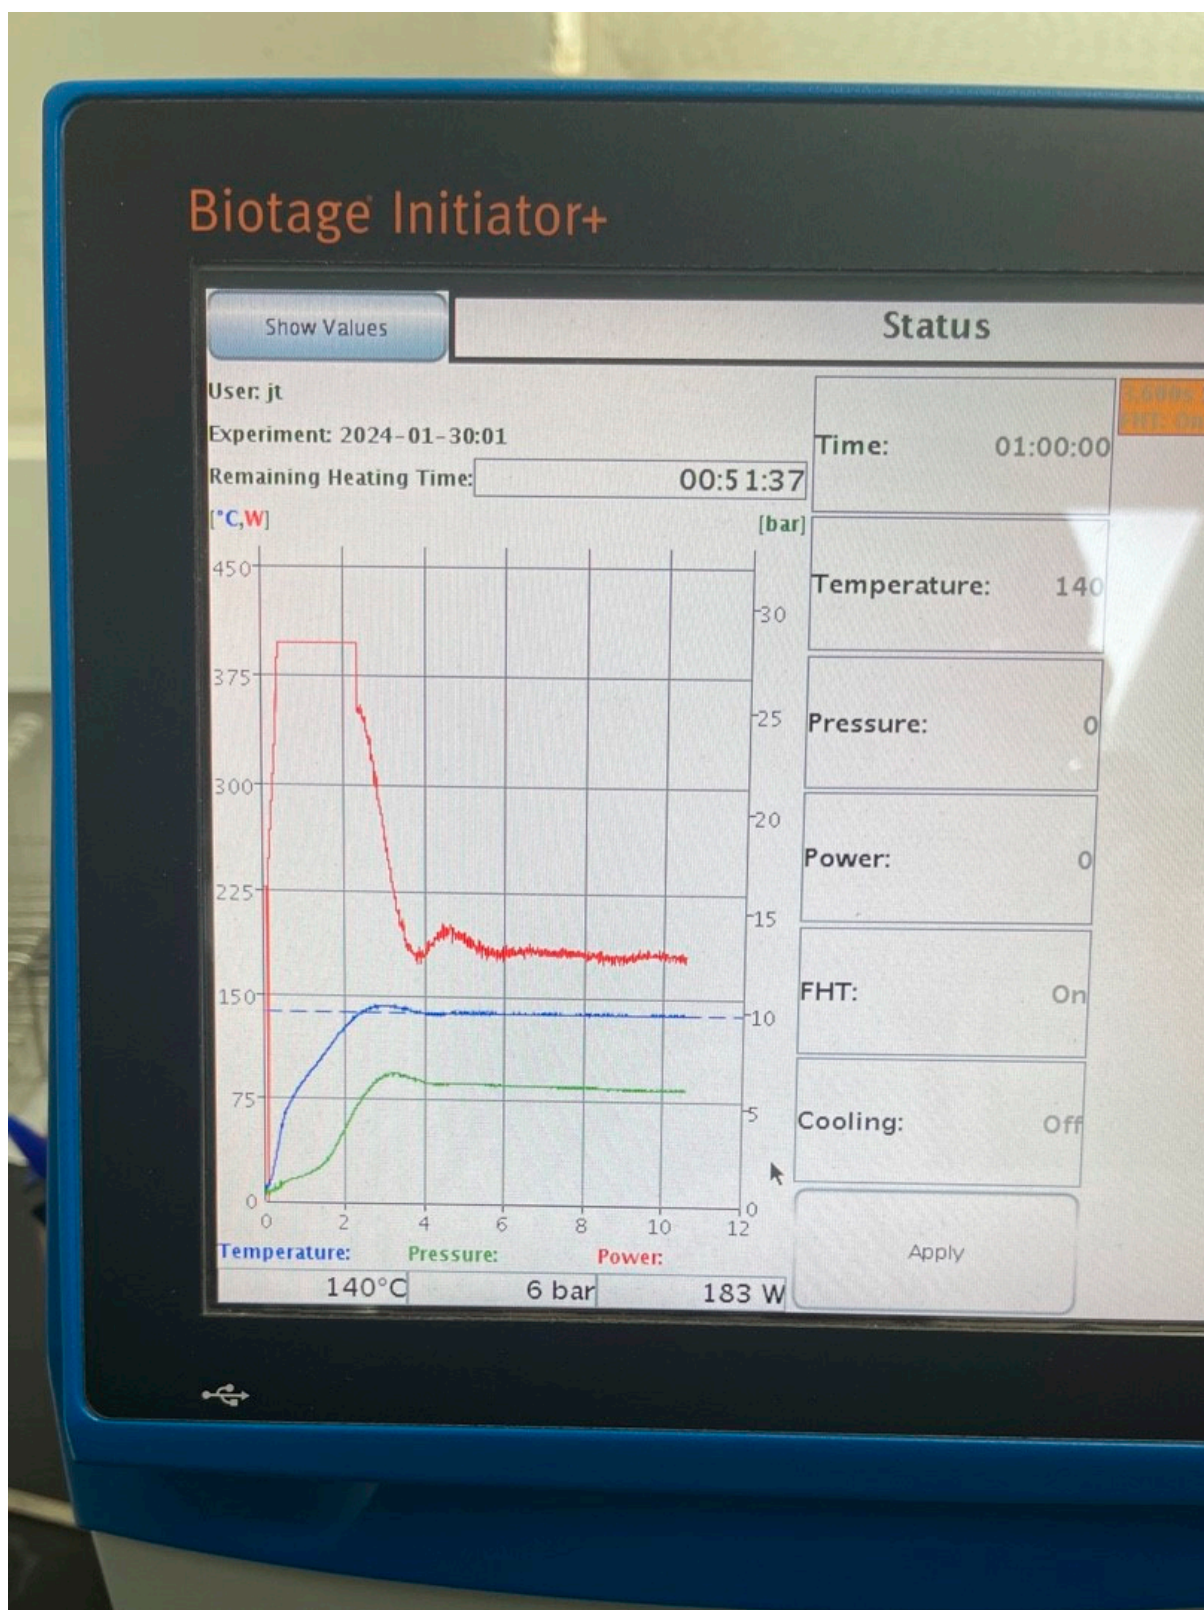 Biotage Initiator+
Show Values
Status
User: jt
Experiment: 2024-01-30:01
Remaining Heating Time: 00:51:37
[°C,W]
[bar]
450
375
300
225
150
75
0
30
25
20
15
10
5
0
0 2 4 6 8 10 12
Temperature: Pressure: Power:
140°C 6 bar 183 W
Time: 01:00:00
Temperature: 140
Pressure: 0
Power: 0
FHT: On
Cooling: Off
Apply
FHT: On